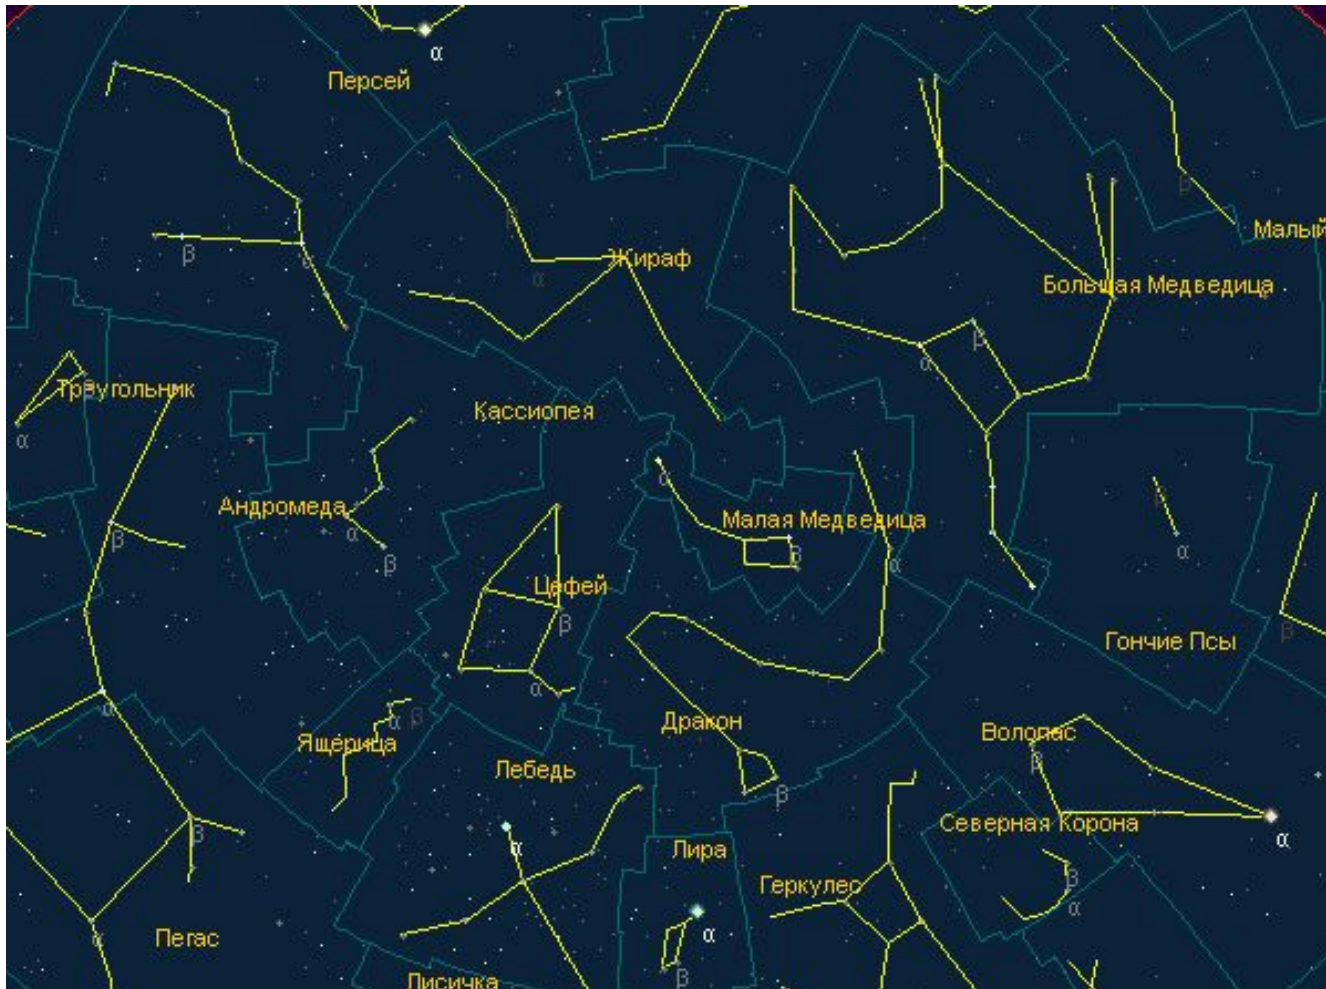 α
Персей
β
Малый
β
β
α
Жираф
α
Большая Медведица
β
α
Треугольник
β
α
Кассиопея
α
Андромеда
α
β
β
Малая Медведица
β
α
β
α
Цефей
β
β
Гончие Псы
α
α
Ящерица
α
β
Дракон
Волопас
β
Лебедь
β
Северная Корона
α
β
α
Лира
Геркулес
β
α
Пегас
α
α
β
Лисичка